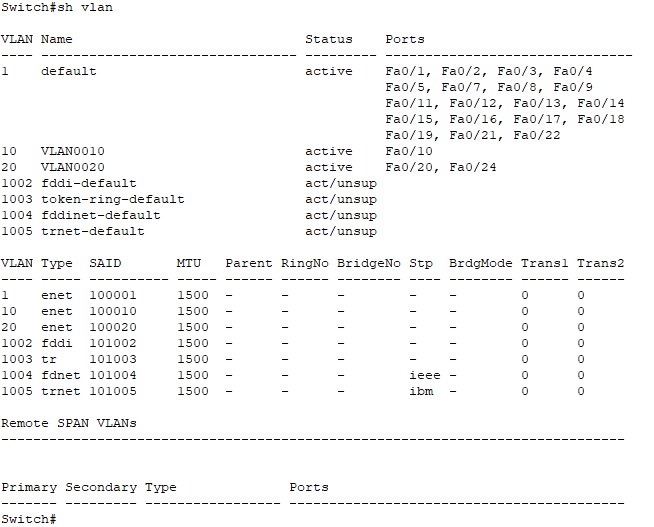 Switch#sh vlan
VLAN Name                             Status    Ports
---- -------------------------------- --------- -------------------------------
1    default                          active    Fa0/1, Fa0/2, Fa0/3, Fa0/4
                                                Fa0/5, Fa0/7, Fa0/8, Fa0/9
                                                Fa0/11, Fa0/12, Fa0/13, Fa0/14
                                                Fa0/15, Fa0/16, Fa0/17, Fa0/18
                                                Fa0/19, Fa0/21, Fa0/22
10   VLAN0010                         active    Fa0/10
20   VLAN0020                         active    Fa0/20, Fa0/24
1002 fddi-default                     act/unsup
1003 token-ring-default               act/unsup
1004 fddinet-default                  act/unsup
1005 trnet-default                    act/unsup
VLAN Type  SAID       MTU   Parent RingNo BridgeNo Stp  BrdgMode Trans1 Trans2
---- ----- ---------- ----- ------ ------ -------- ---- -------- ------ ------
1    enet  100001     1500  -      -      -        -    -        0      0
10   enet  100010     1500  -      -      -        -    -        0      0
20   enet  100020     1500  -      -      -        -    -        0      0
1002 fddi  101002     1500  -      -      -        -    -        0      0
1003 tr    101003     1500  -      -      -        -    -        0      0
1004 fdnet 101004     1500  -      -      -        ieee -        0      0
1005 trnet 101005     1500  -      -      -        ibm  -        0      0
Remote SPAN VLANs
------------------------------------------------------------------------------
Primary Secondary Type              Ports
------- --------- ----------------- ------------------------------------------
Switch#